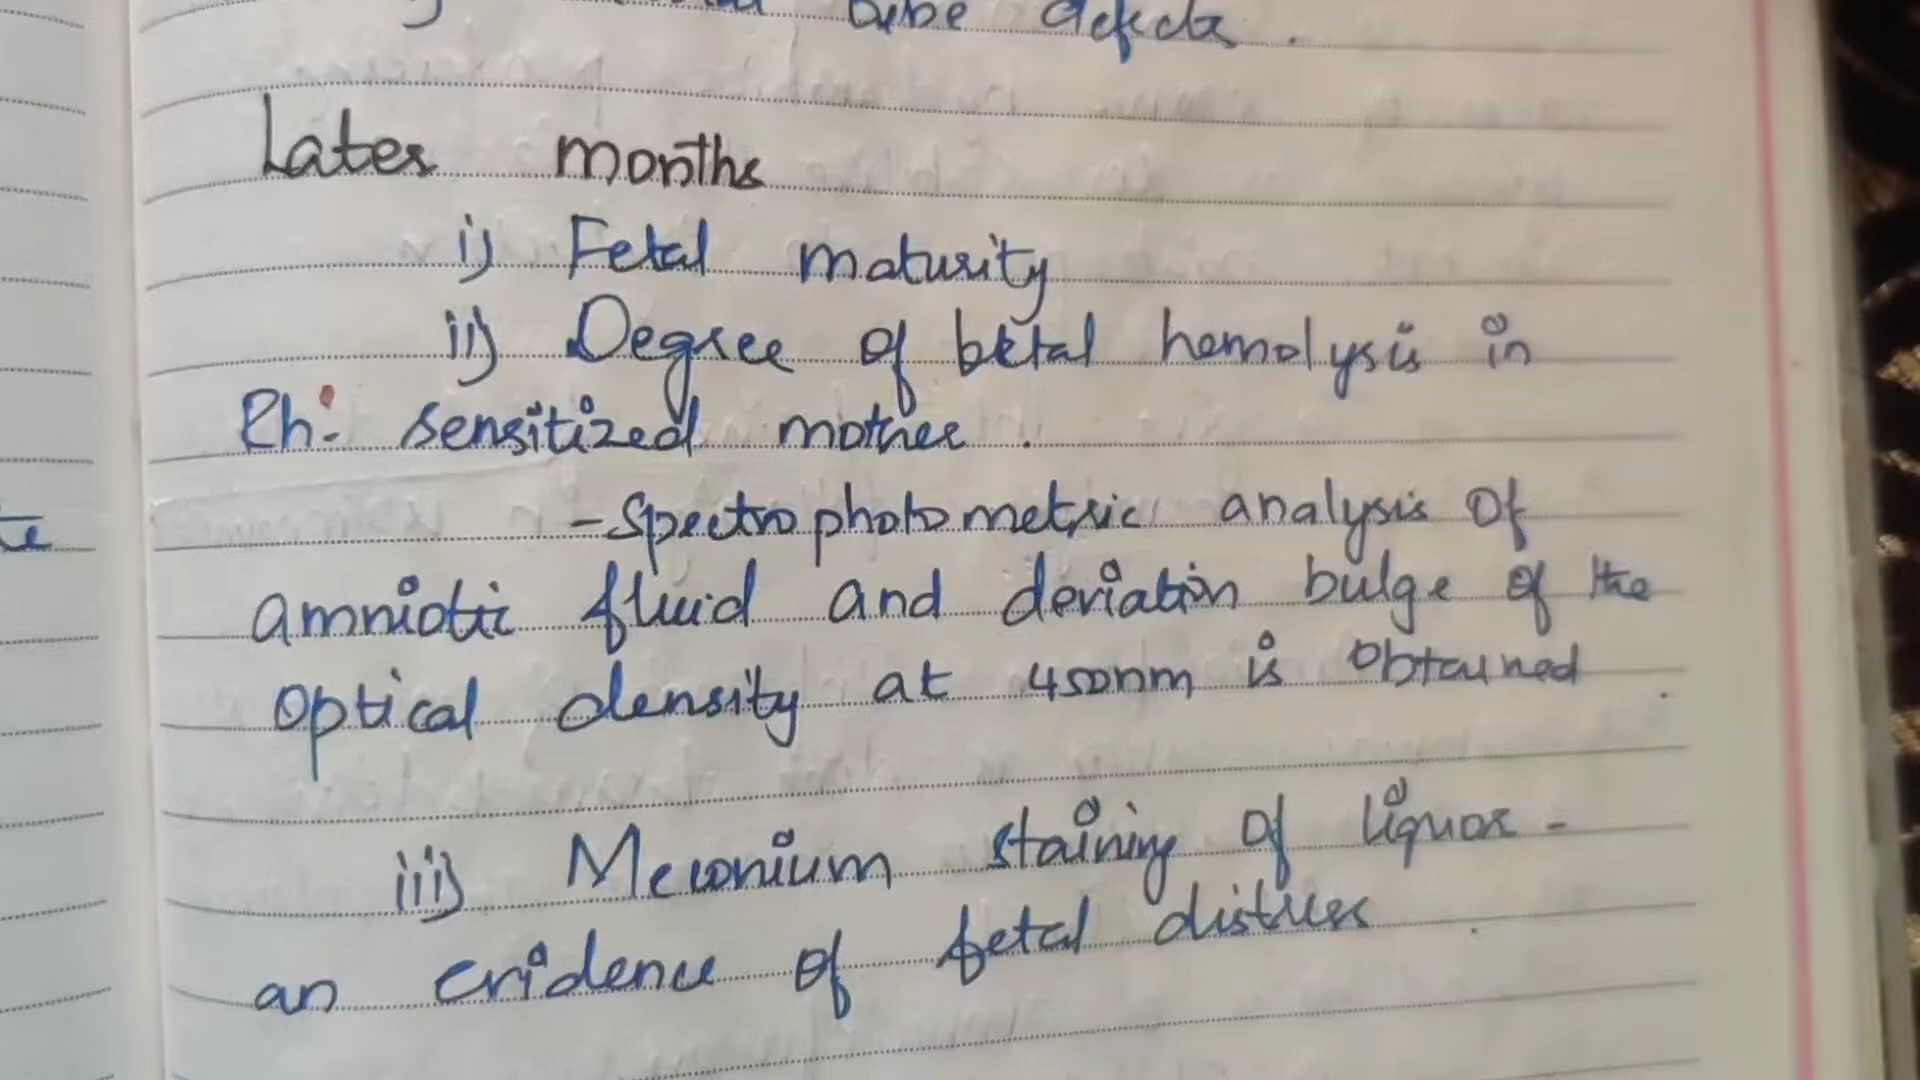 tube defects.
Later months
i) Fetal maturity
ii) Degree of fetal hemolysis in
Rh: sensitized mother.
- Spectrophotometric analysis of
amniotic fluid and deviation bulge of the
optical density at 450nm is obtained.
iii) Meconium staining of liquor -
an evidence of fetal distress.